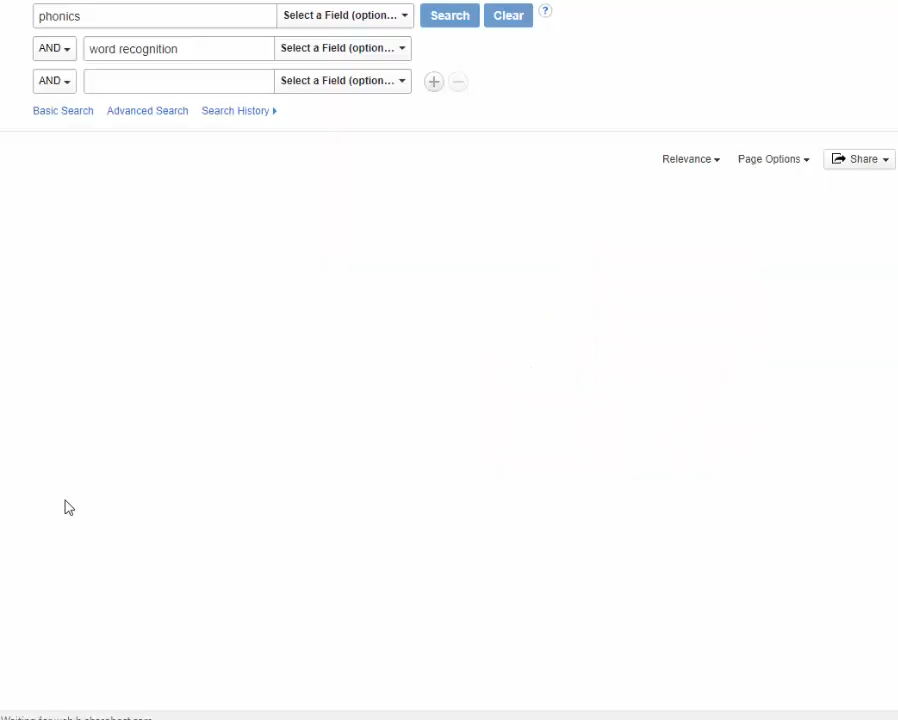 phonics Select a Field (option... Search Clear ?
AND word recognition Select a Field (option...
AND Select a Field (option...
Basic Search Advanced Search Search History
Relevance Page Options Share